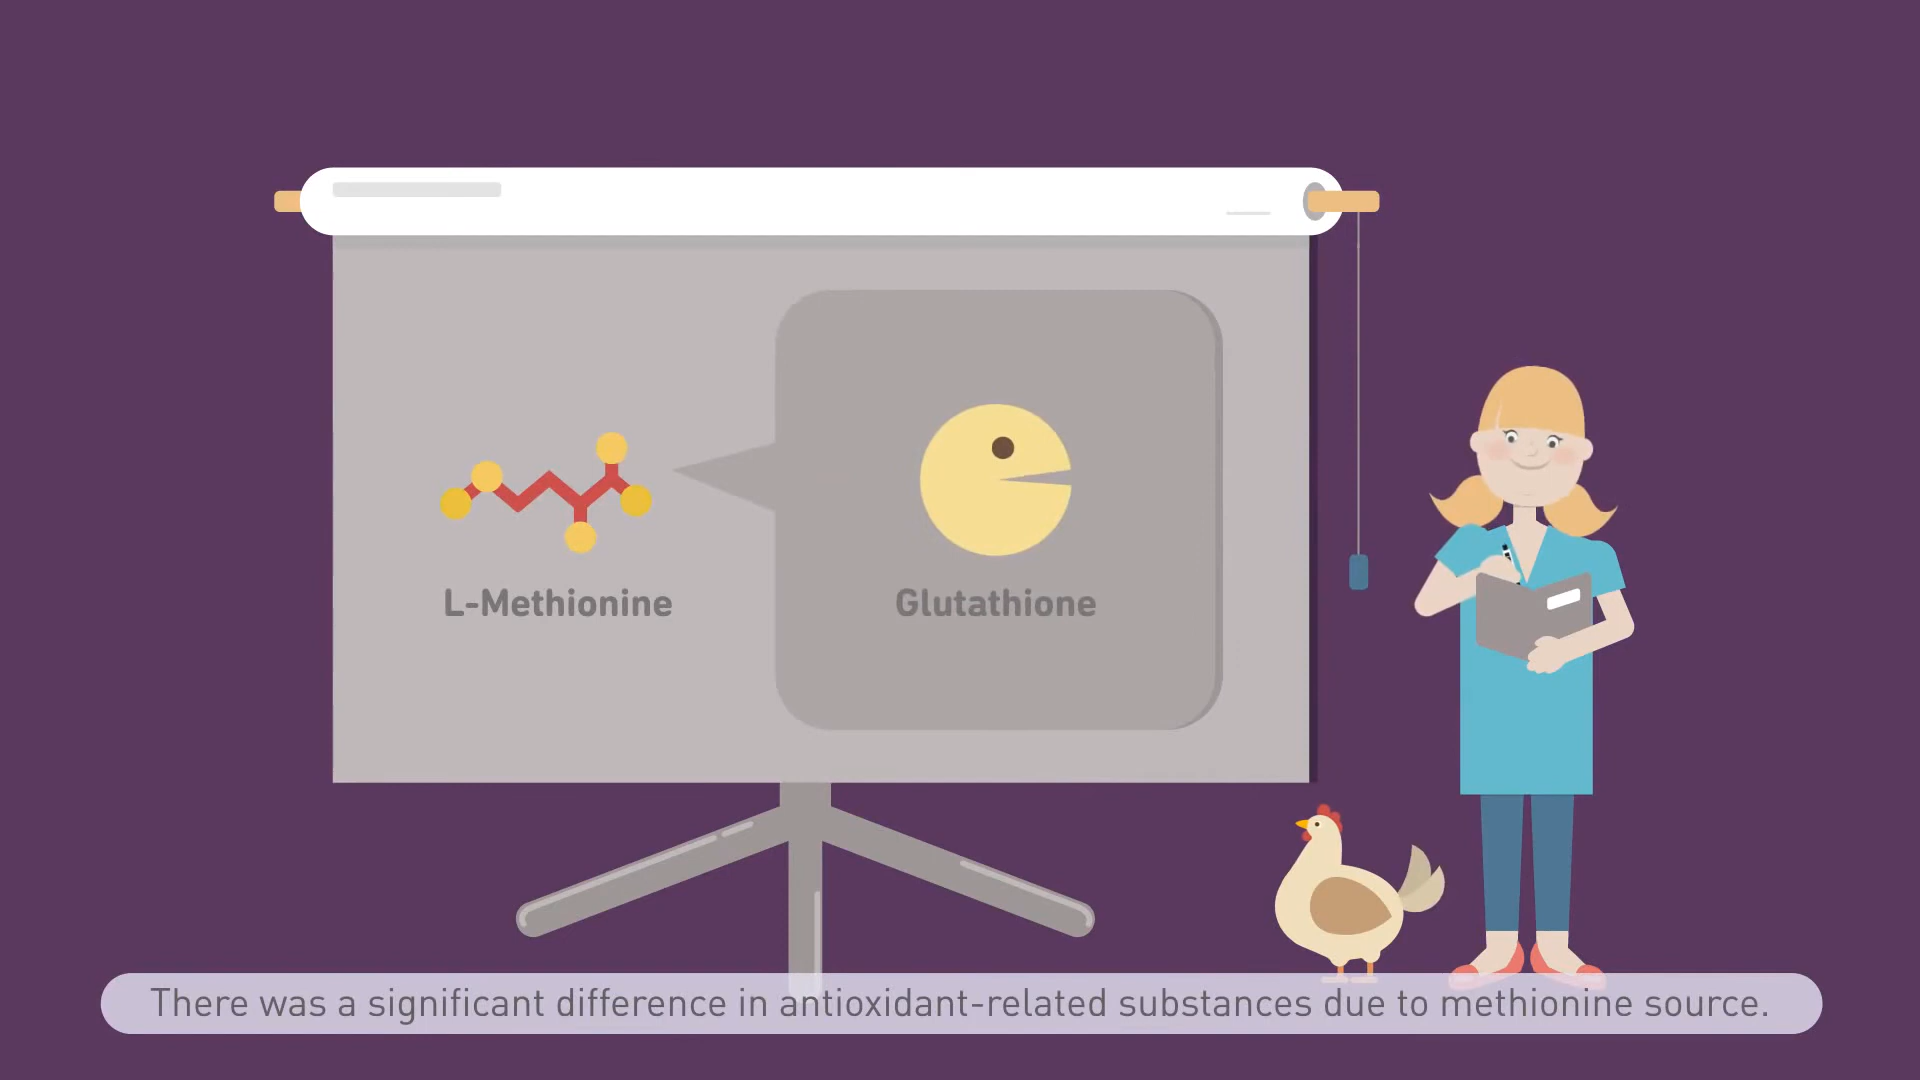 L-Methionine
Glutathione
There was a significant difference in antioxidant-related substances due to methionine source.